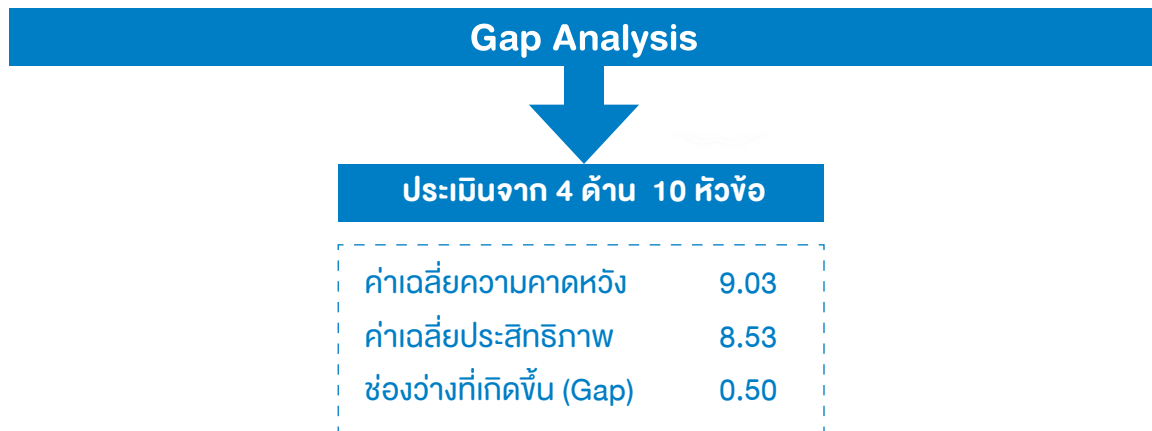 Gap Analysis
ประเมินจาก 4 ด้าน 10 หัวข้อ
ค่าเฉลี่ยความคาดหวัง 9.03
ค่าเฉลี่ยประสิทธิภาพ 8.53
ช่องว่างที่เกิดขึ้น (Gap) 0.50